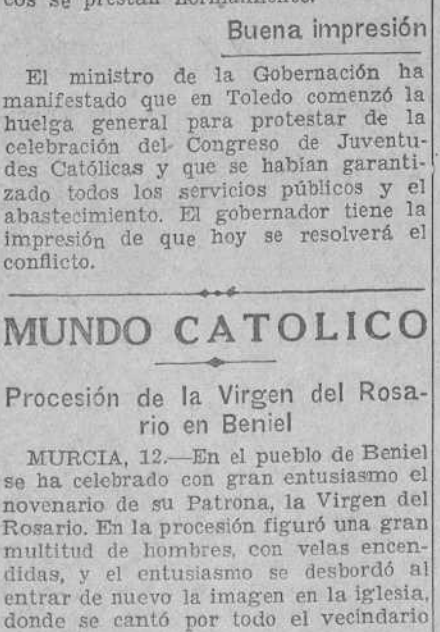 cos se prestan normalmente.
Buena impresión
El ministro de la Gobernación ha
manifestado que en Toledo comenzó la
huelga general para protestar de la
celebración del Congreso de Juventu-
des Católicas y que se habían garanti-
zado todos los servicios públicos y el
abastecimiento. El gobernador tiene la
impresión de que hoy se resolverá el
conflicto.
MUNDO CATOLICO
Procesión de la Virgen del Rosa-
rio en Beniel
MURCIA, 12.—En el pueblo de Beniel
se ha celebrado con gran entusiasmo el
novenario de su Patrona, la Virgen del
Rosario. En la procesión figuró una gran
multitud de hombres, con velas encen-
didas, y el entusiasmo se desbordó al
entrar de nuevo la imagen en la iglesia,
donde se cantó por todo el vecindario